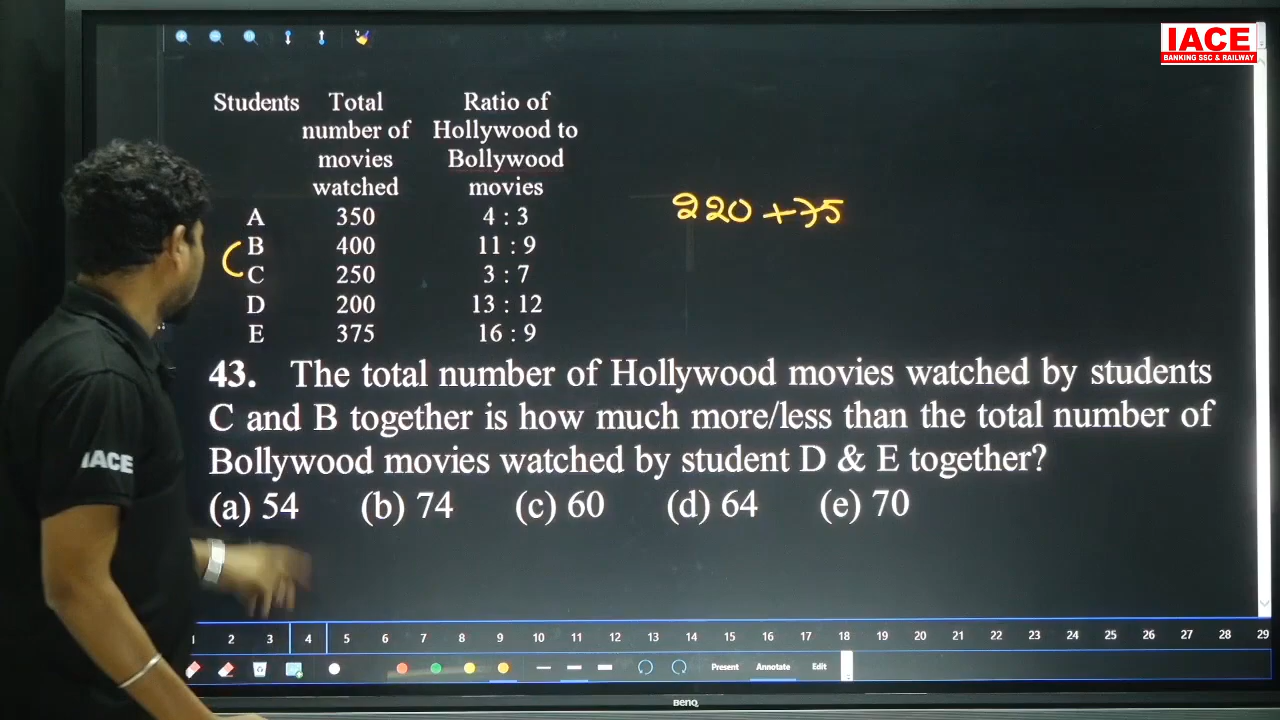 IACE
BANKING SSC & RAILWAY
Students Total number of movies watched Ratio of Hollywood to Bollywood movies
A 350 4 : 3
B 400 11 : 9
C 250 3 : 7
D 200 13 : 12
E 375 16 : 9
220 + 75
43. The total number of Hollywood movies watched by students
C and B together is how much more/less than the total number of
Bollywood movies watched by student D & E together?
(a) 54 (b) 74 (c) 60 (d) 64 (e) 70
IACE
1 2 3 4 5 6 7 8 9 10 11 12 13 14 15 16 17 18 19 20 21 22 23 24 25 26 27 28 29
Present Annotate Edit
BenQ